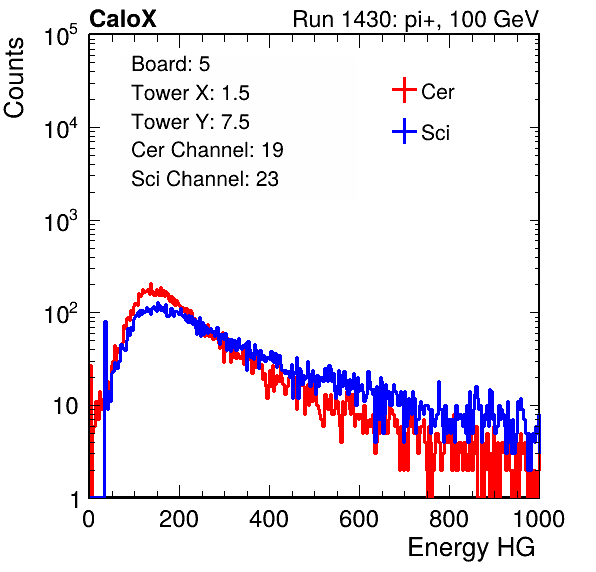 CaloX Run 1430: pi+, 100 GeV
Board: 5
Tower X: 1.5
Tower Y: 7.5
Cer Channel: 19
Sci Channel: 23
Cer
Sci
Counts
10^5
10^4
10^3
10^2
10
1
0 200 400 600 800 1000
Energy HG